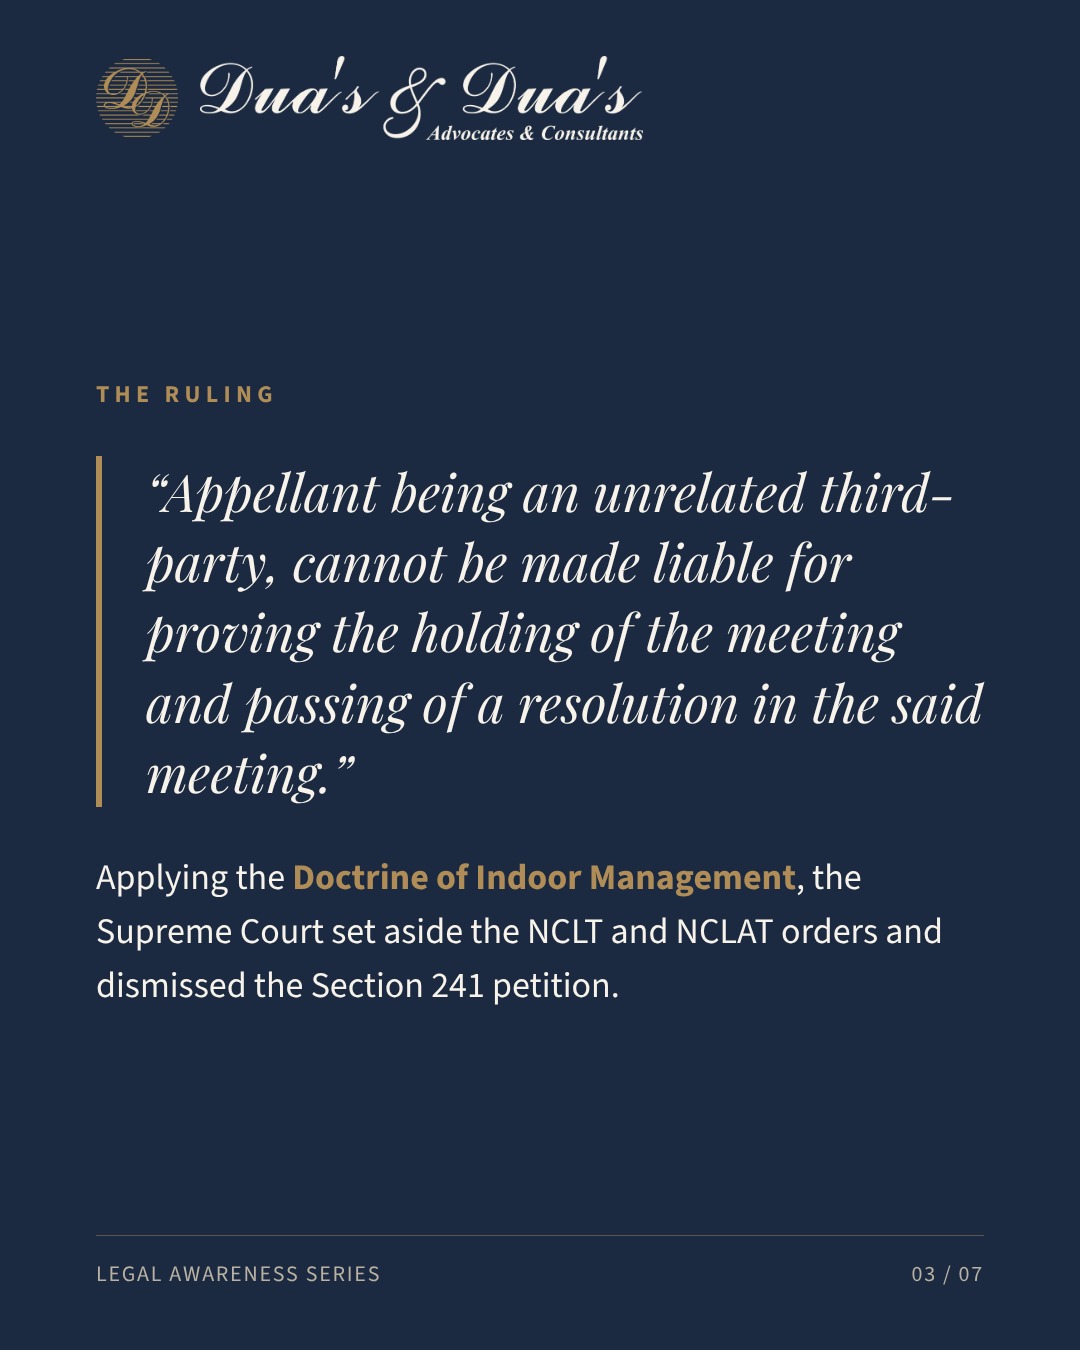 DD
Dua's & Dua's
Advocates & Consultants
THE RULING
“Appellant being an unrelated third-
party, cannot be made liable for
proving the holding of the meeting
and passing of a resolution in the said
meeting.”
Applying the Doctrine of Indoor Management, the
Supreme Court set aside the NCLT and NCLAT orders and
dismissed the Section 241 petition.
LEGAL AWARENESS SERIES
03 / 07